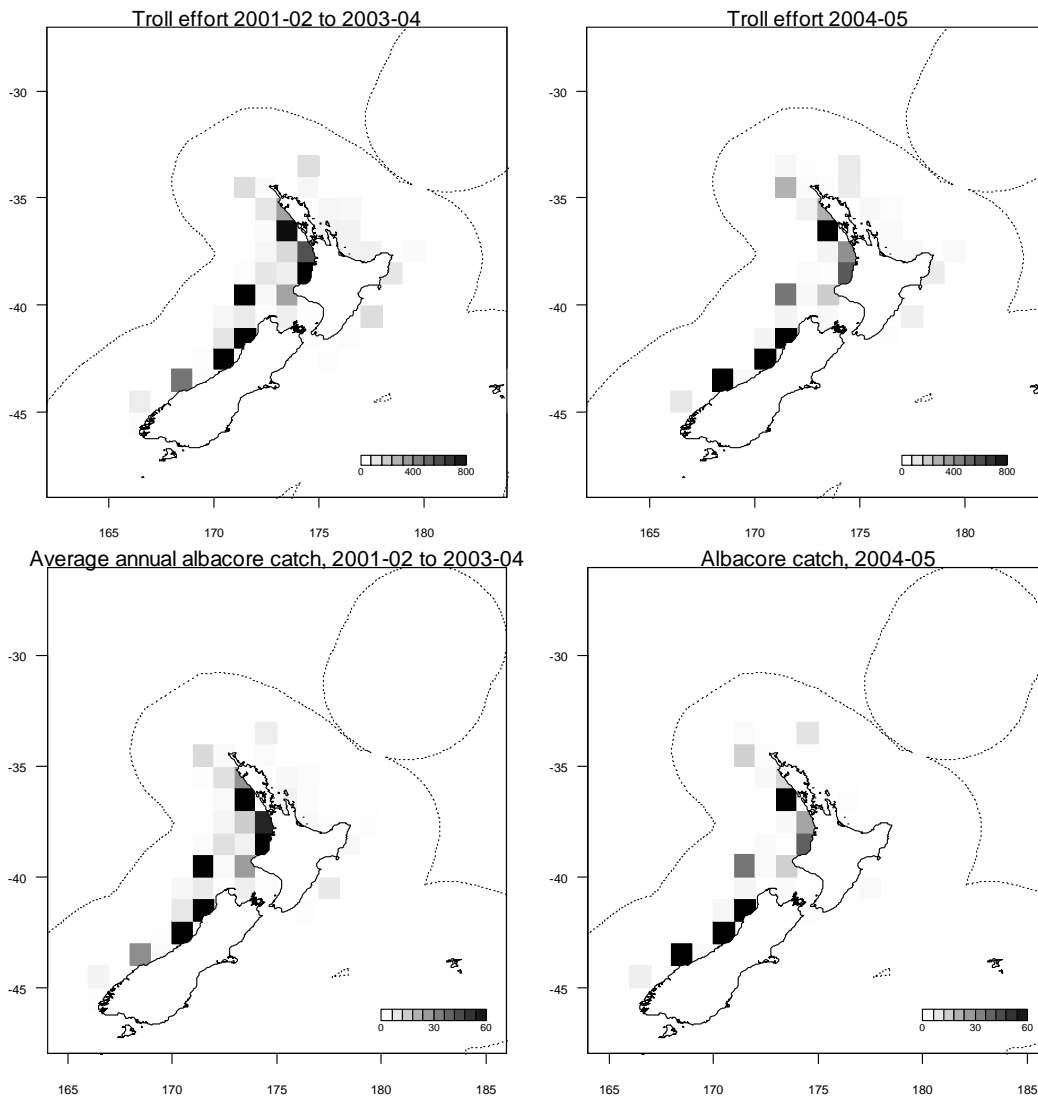 Troll effort 2001-02 to 2003-04
Troll effort 2004-05
-30
-35
-40
-45
0 400 800
165 170 175 180
-30
-35
-40
-45
0 400 800
165 170 175 180
Average annual albacore catch, 2001-02 to 2003-04
Albacore catch, 2004-05
-30
-35
-40
-45
0 30 60
165 170 175 180 185
-30
-35
-40
-45
0 30 60
165 170 175 180 185